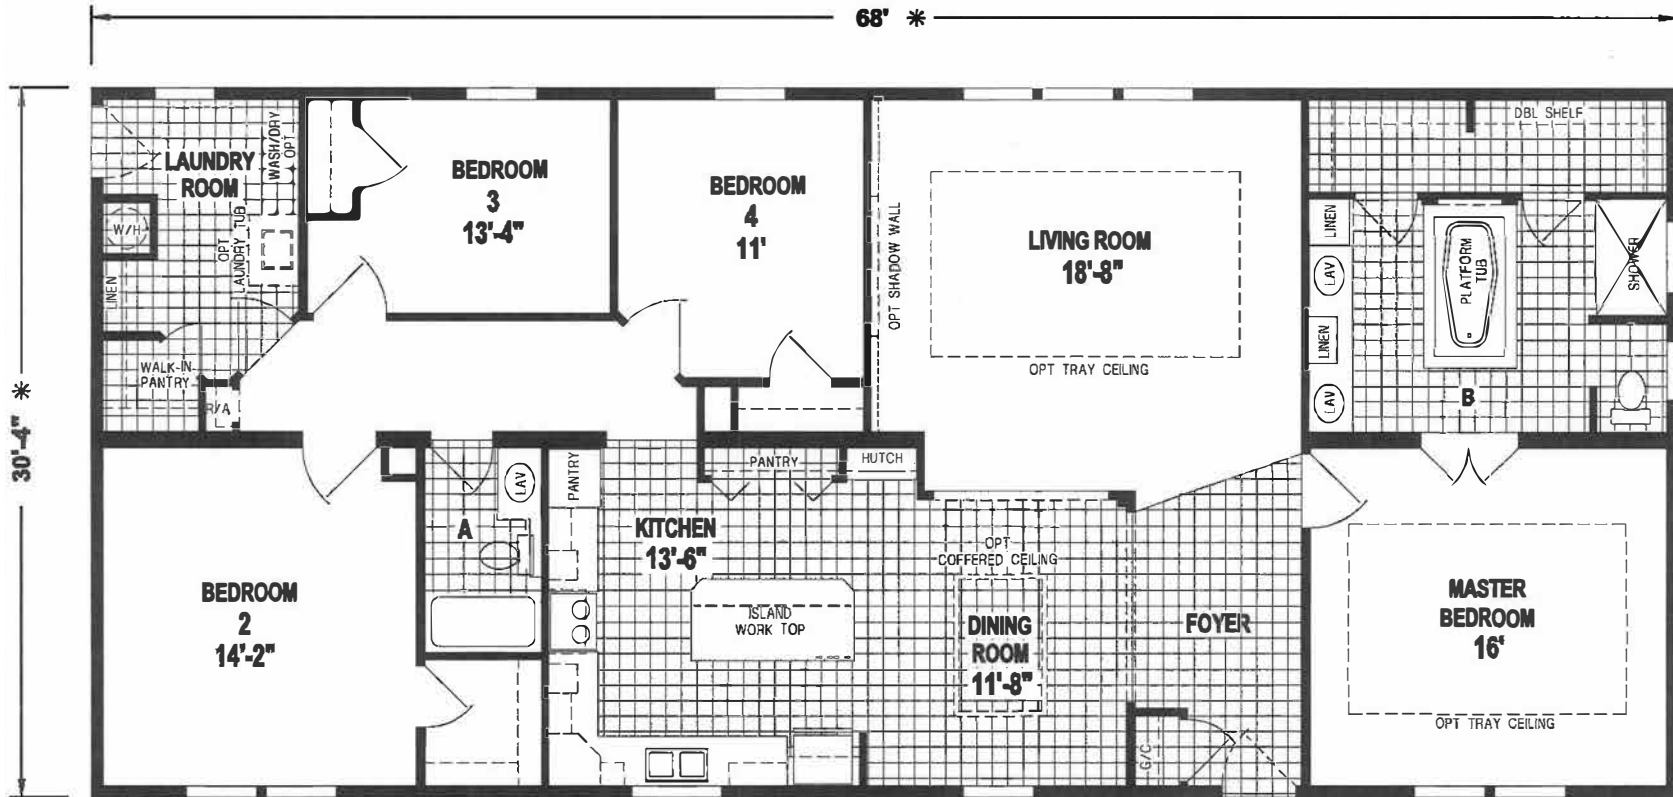 68' *
30'-4" *
LAUNDRY
ROOM
WASH/DRY
OPT
W/H
OPT
LAUNDRY TUB
LINEN
WALK-IN
PANTRY
R/A
BEDROOM
3
13'-4"
BEDROOM
4
11'
OPT SHADOW WALL
LIVING ROOM
18'-8"
OPT TRAY CEILING
DBL SHELF
LINEN
LAV
LINEN
LAV
PLATFORM
TUB
SHOWER
B
BEDROOM
2
14'-2"
A
LAV
PANTRY
KITCHEN
13'-6"
PANTRY
HUTCH
ISLAND
WORK TOP
OPT
COFFERED CEILING
DINING
ROOM
11'-8"
FOYER
G/C
MASTER
BEDROOM
16'
OPT TRAY CEILING